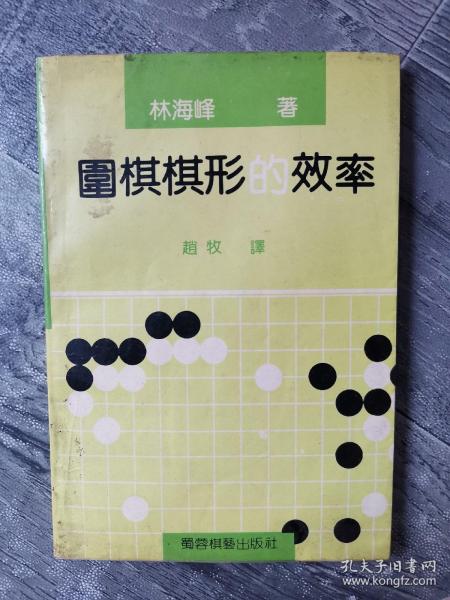 林海峰 著
圍棋棋形的效率
趙牧 譯
蜀蓉棋藝出版社
孔夫子旧书网
www.kongfz.com